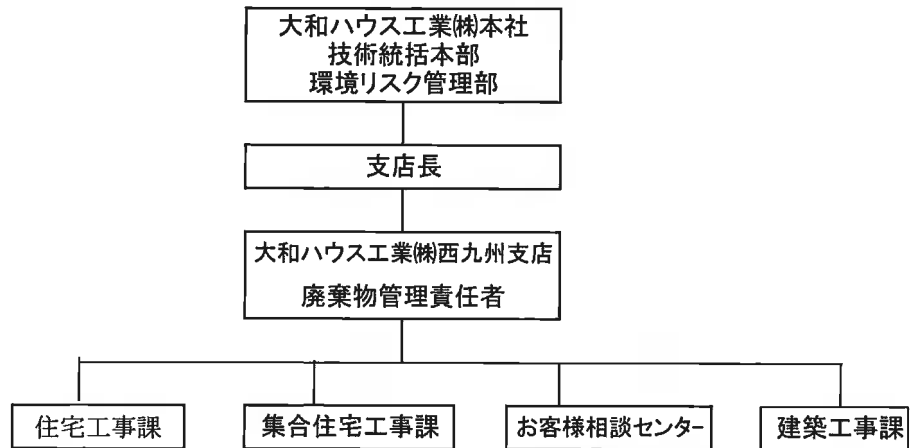 大和ハウス工業㈱本社
技術統括本部
環境リスク管理部
支店長
大和ハウス工業㈱西九州支店
廃棄物管理責任者
住宅工事課
集合住宅工事課
お客様相談センター
建築工事課